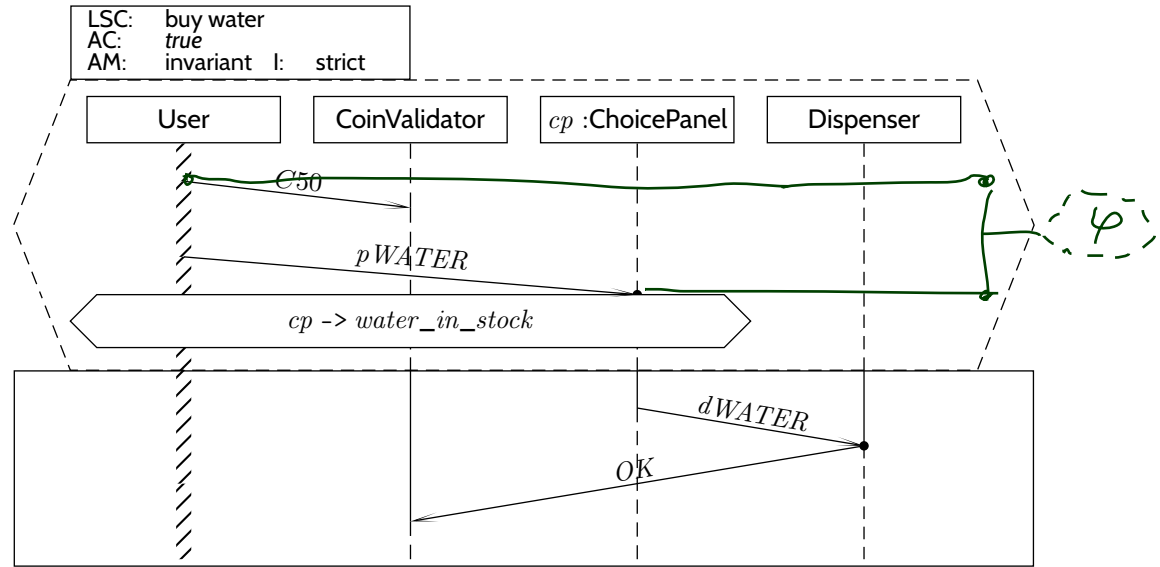 LSC: buy water
AC: true
AM: invariant I: strict
User CoinValidator cp :ChoicePanel Dispenser
C50
φ
pWATER
cp -> water_in_stock
dWATER
OK